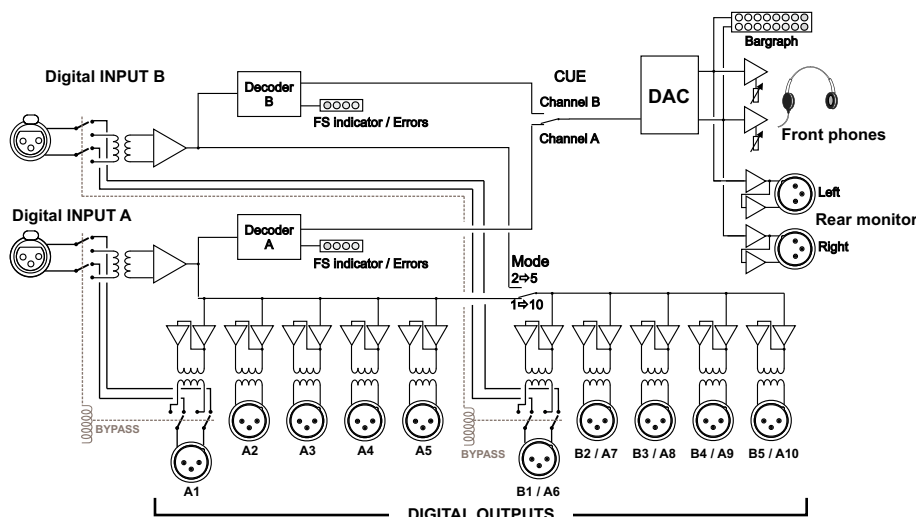 Bargraph
Digital INPUT B
Decoder
B
FS indicator / Errors
CUE
Channel B
Channel A
DAC
Front phones
Left
Rear monitor
Right
Digital INPUT A
Decoder
A
FS indicator / Errors
Mode
2⇨5
1⇨10
BYPASS
A1
A2
A3
A4
A5
BYPASS
B1 / A6
B2 / A7
B3 / A8
B4 / A9
B5 / A10
DIGITAL OUTPUTS